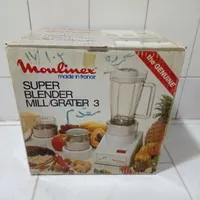 Moulinex
made in france
the GENUINE
SUPER
BLENDER
MILL/GRATER 3